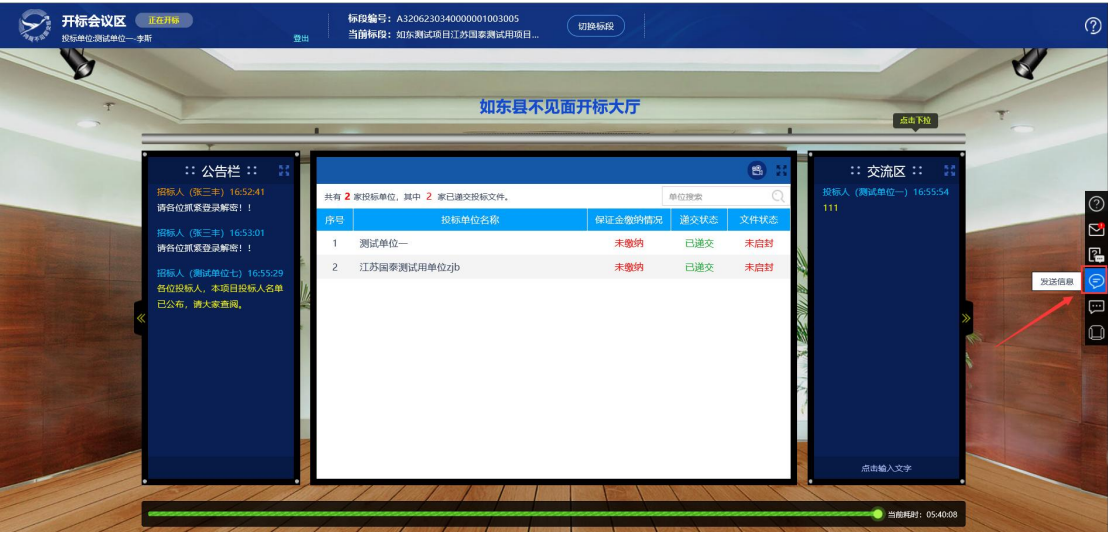 开标会议区 正在开标
投标单位:测试单位一-李斯
登出
标段编号：A3206230340000001003005
当前标段：如东测试项目江苏国泰测试用项目...
切换标段
如东县不见面开标大厅
点击下拉
:: 公告栏 ::
招标人（张三丰）16:52:41
请各位抓紧登录解密！！
招标人（张三丰）16:53:01
请各位抓紧登录解密！！
招标人（测试单位七）16:55:29
各位投标人，本项目投标人名单
已公布，请大家查阅。
共有 2 家投标单位，其中 2 家已递交投标文件。
单位搜索
序号 投标单位名称 保证金缴纳情况 递交状态 文件状态
1 测试单位一 未缴纳 已递交 未启封
2 江苏国泰测试用单位zjb 未缴纳 已递交 未启封
:: 交流区 ::
投标人（测试单位一）16:55:54
111
点击输入文字
发送信息
当前耗时：05:40:08